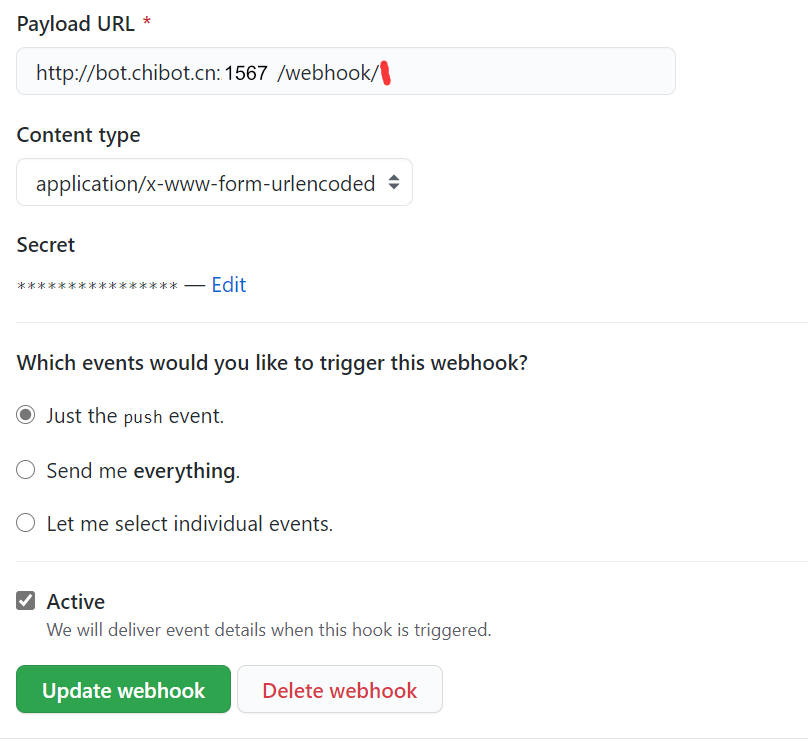 Payload URL *
http://bot.chibot.cn:1567 /webhook/
Content type
application/x-www-form-urlencoded
Secret
**************** — Edit
Which events would you like to trigger this webhook?
Just the push event.
Send me everything.
Let me select individual events.
Active
We will deliver event details when this hook is triggered.
Update webhook Delete webhook